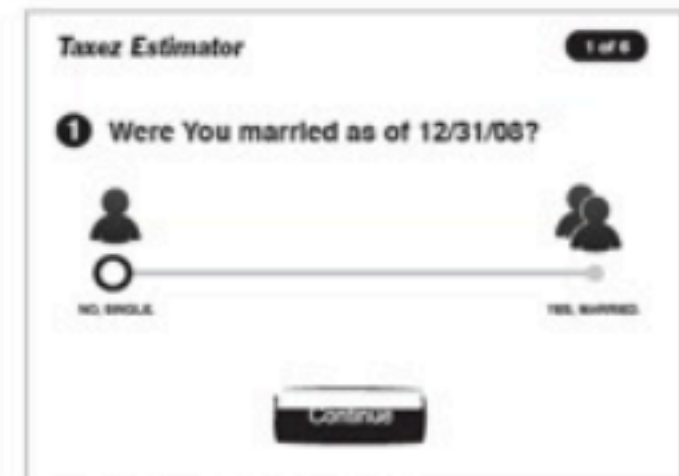 Taxez Estimator
1 of 6
1 Were You married as of 12/31/08?
NO, SINGLE.
YES, MARRIED.
Continue